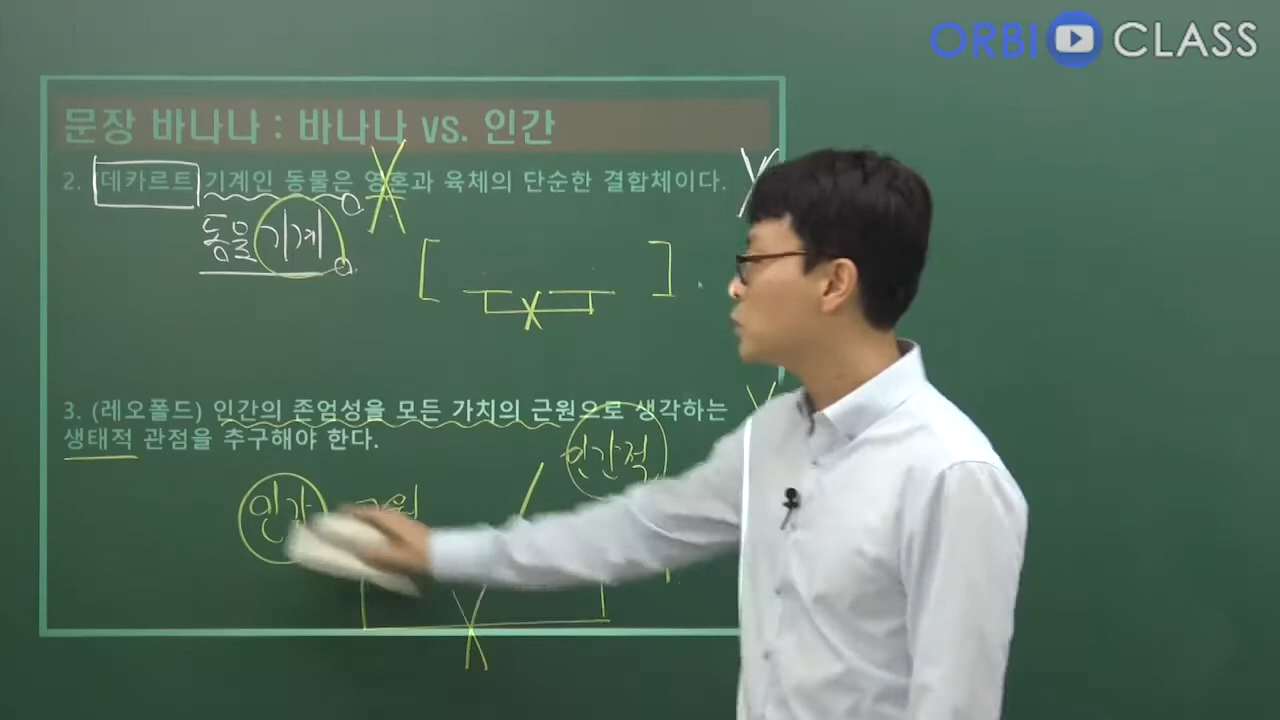 ORBI CLASS
문장 바나나 : 바나나 vs. 인간
2. (데카르트) 기계인 동물은 영혼과 육체의 단순한 결합체이다.
동물기계
3. (레오폴드) 인간의 존엄성을 모든 가치의 근원으로 생각하는
생태적 관점을 추구해야 한다.
인간적
인간